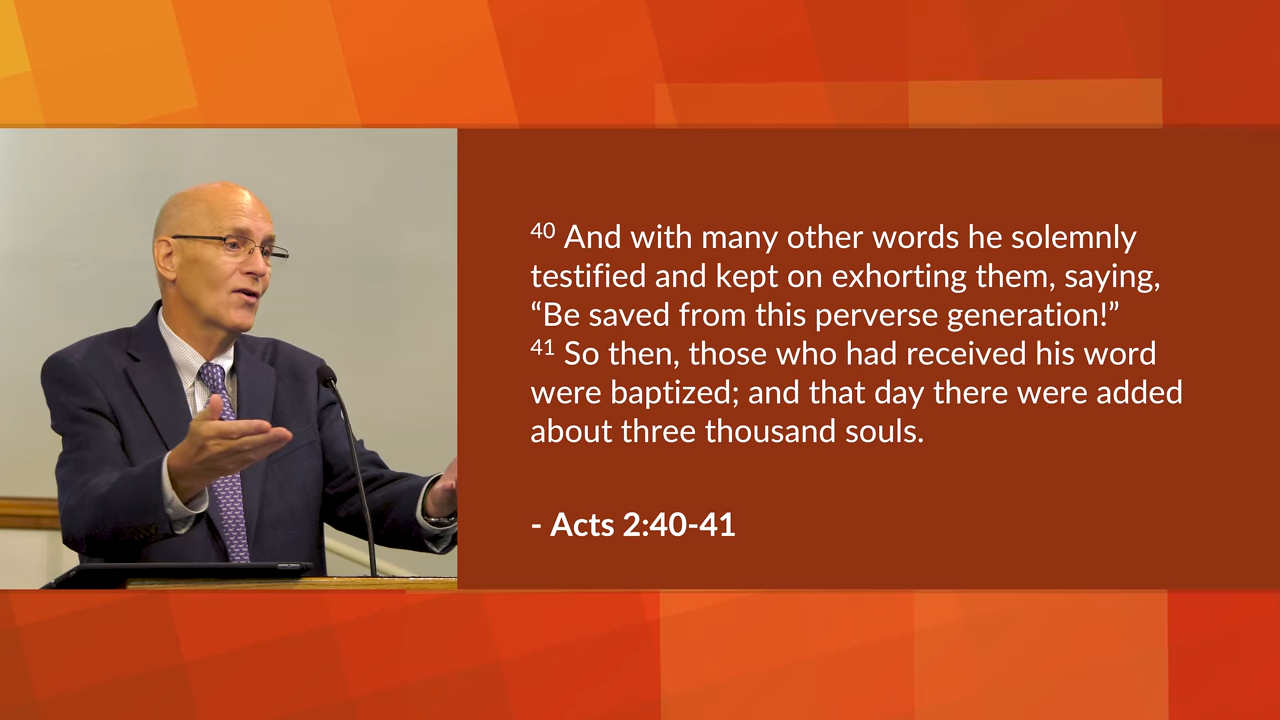 40 And with many other words he solemnly
testified and kept on exhorting them, saying,
“Be saved from this perverse generation!”
41 So then, those who had received his word
were baptized; and that day there were added
about three thousand souls.
- Acts 2:40-41